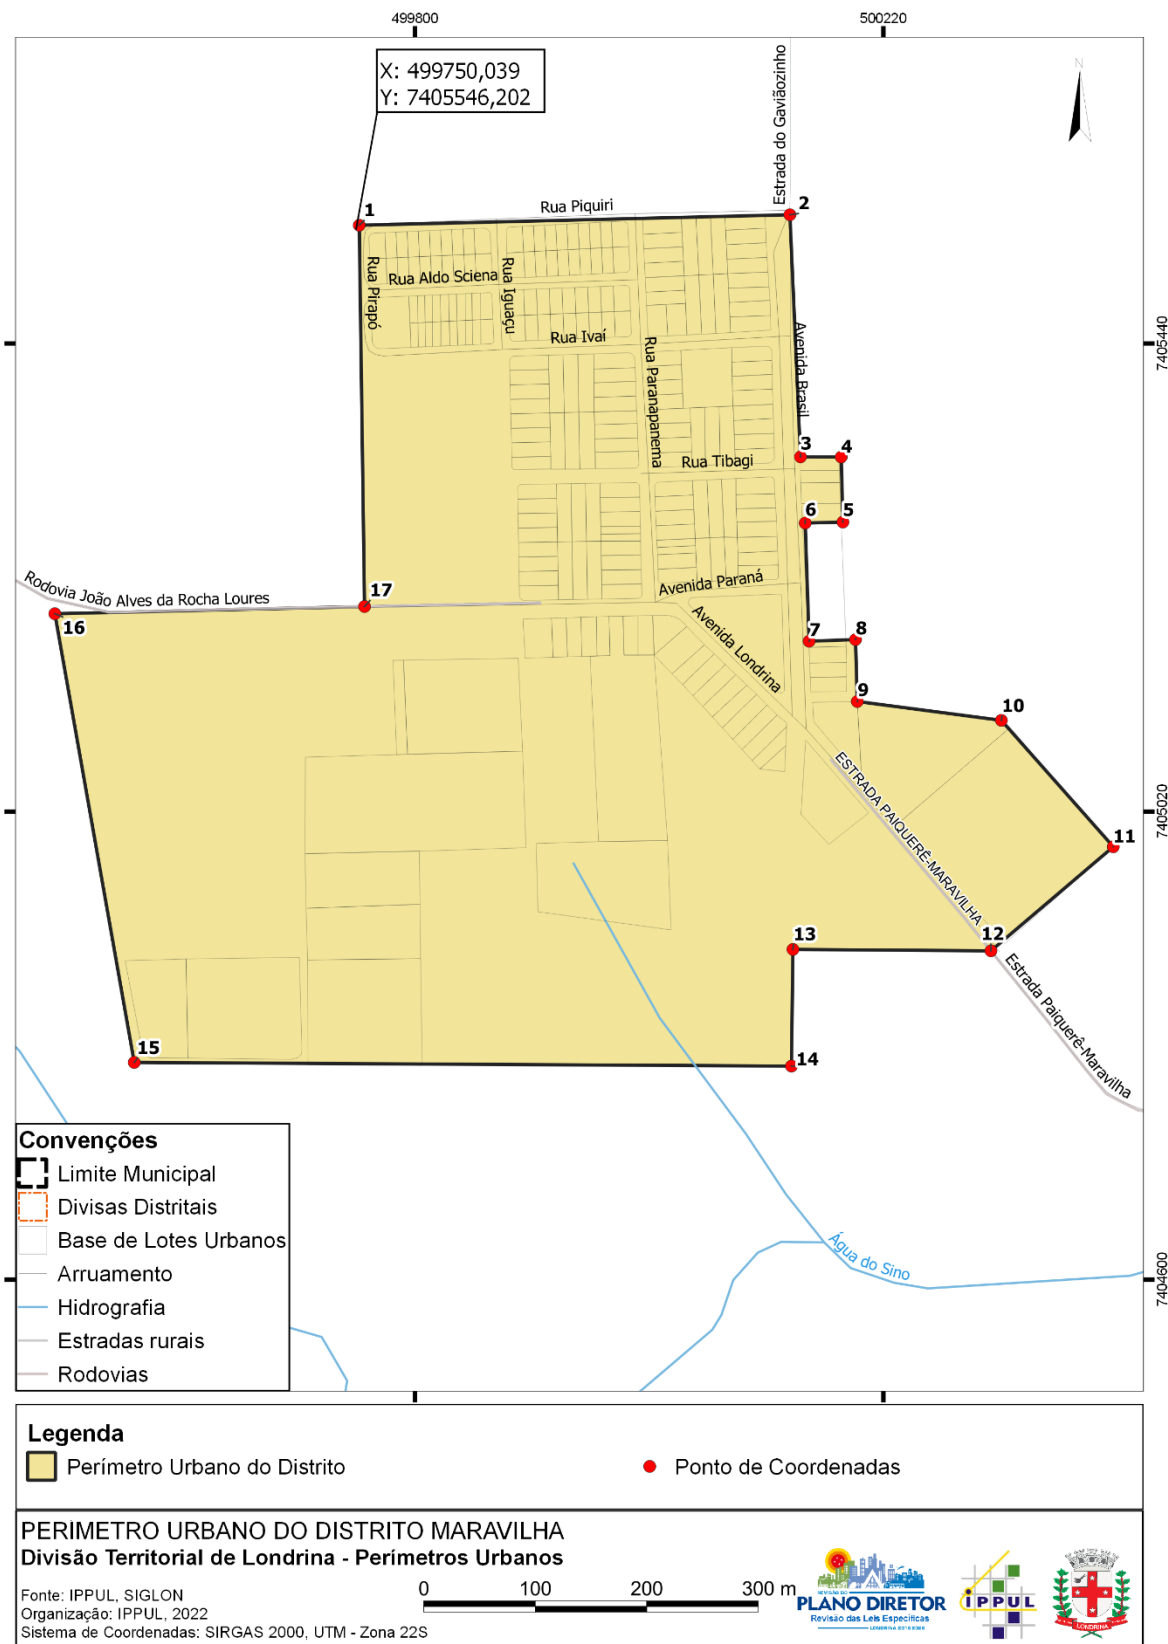 499800
500220
X: 499750,039
Y: 7405546,202
Estrada do Gaviãozinho
N
1
Rua Piquiri
2
Rua Pirapó
Rua Aldo Sciena
Rua Iguaçu
Rua Ivaí
Rua Paranapanema
Avenida Brasil
7405440
3
4
Rua Tibagi
6
5
Avenida Paraná
Rodovia João Alves da Rocha Loures
17
16
Avenida Londrina
7
8
9
10
ESTRADA PAIQUERÊ-MARAVILHA
7405020
11
13
12
Estrada Paiquerê-Maravilha
15
14
Água do Sino
7404600
Convenções
Limite Municipal
Divisas Distritais
Base de Lotes Urbanos
Arruamento
Hidrografia
Estradas rurais
Rodovias
Legenda
Perímetro Urbano do Distrito
Ponto de Coordenadas
PERÍMETRO URBANO DO DISTRITO MARAVILHA
Divisão Territorial de Londrina - Perímetros Urbanos
Fonte: IPPUL, SIGLON
Organização: IPPUL, 2022
Sistema de Coordenadas: SIRGAS 2000, UTM - Zona 22S
0 100 200 300 m
REVISÃO DO
PLANO DIRETOR
Revisão das Leis Específicas
IPPUL
LONDRINA